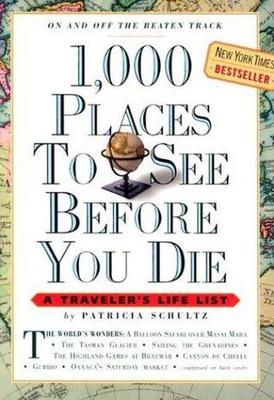 ON AND OFF THE BEATEN TRACK
NEW YORK TIMES
BESTSELLER
1,000
PLACES
TO SEE
BEFORE
YOU DIE
A TRAVELER'S LIFE LIST
by PATRICIA SCHULTZ
THE WORLD'S WONDERS: A BALLOON SAFARI OVER MASAI MARA
• THE TASMAN GLACIER • SAILING THE GRENADINES
• THE HIGHLAND GAMES AT BRAEMAR • CANYON DE CHELLY
• GUBBIO • OAXACA'S SATURDAY MARKET • (continued on back cover)